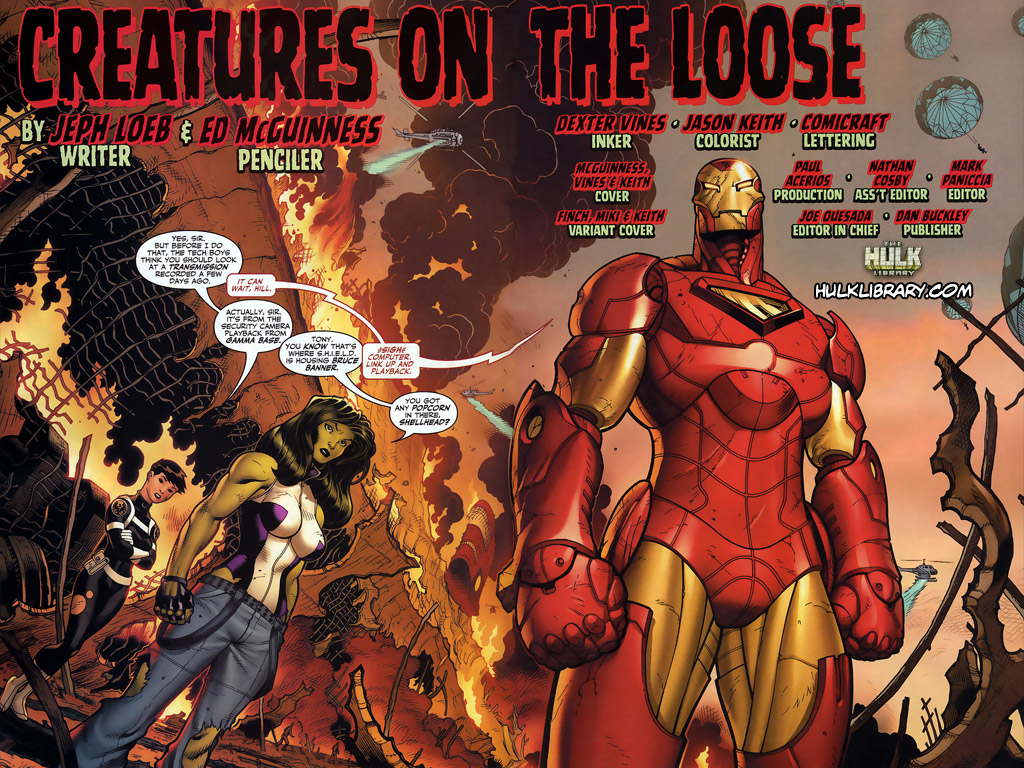 CREATURES ON THE LOOSE
BY JEPH LOEB & ED McGUINNESS
WRITER PENCILER
DEXTER VINES • JASON KEITH • COMICRAFT
INKER COLORIST LETTERING
McGUINNESS,
VINES & KEITH
COVER
PAUL
ACERIOS
PRODUCTION
•
NATHAN
COSBY
ASS'T EDITOR
•
MARK
PANICCIA
EDITOR
FINCH, MIKI & KEITH
VARIANT COVER
JOE QUESADA • DAN BUCKLEY
EDITOR IN CHIEF PUBLISHER
THE
HULK
LIBRARY
HULKLIBRARY.COM
YES, SIR.
BUT BEFORE I DO
THAT, THE TECH BOYS
THINK YOU SHOULD LOOK
AT A TRANSMISSION
RECORDED A FEW
DAYS AGO.
IT CAN
WAIT, HILL.
ACTUALLY, SIR.
IT'S FROM THE
SECURITY CAMERA
PLAYBACK FROM
GAMMA BASE.
TONY.
YOU KNOW THAT'S
WHERE S.H.I.E.L.D.
IS HOUSING BRUCE
BANNER.
*SIGH*
COMPUTER.
LINK UP AND
PLAYBACK.
YOU GOT
ANY POPCORN
IN THERE,
SHELLHEAD?